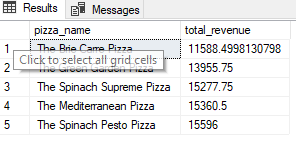 Results Messages
pizza_name total_revenue
1 The Brie Carre Pizza 11588.4998130798
Click to select all grid cells
2 The Green Garden Pizza 13955.75
3 The Spinach Supreme Pizza 15277.75
4 The Mediterranean Pizza 15360.5
5 The Spinach Pesto Pizza 15596